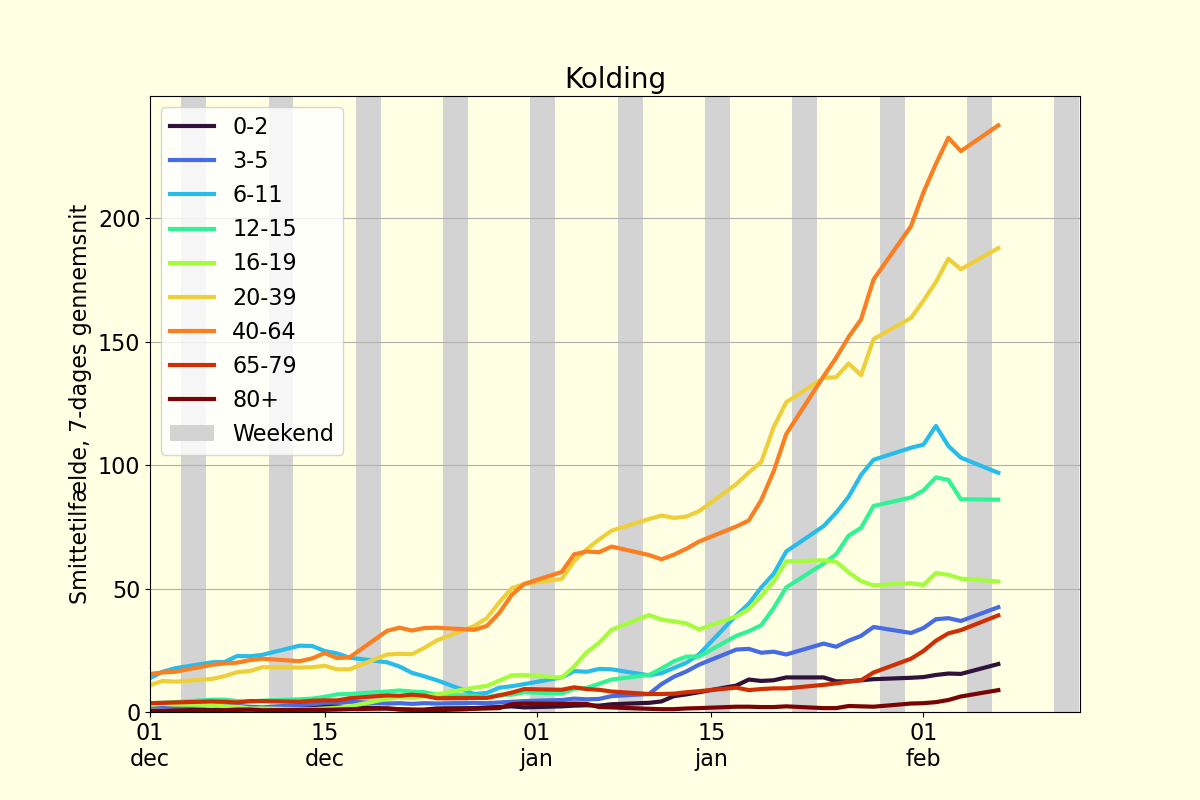 Kolding
Smittetilfælde, 7-dages gennemsnit
200
150
100
50
0
0-2
3-5
6-11
12-15
16-19
20-39
40-64
65-79
80+
Weekend
01 15 01 15 01
dec dec jan jan feb